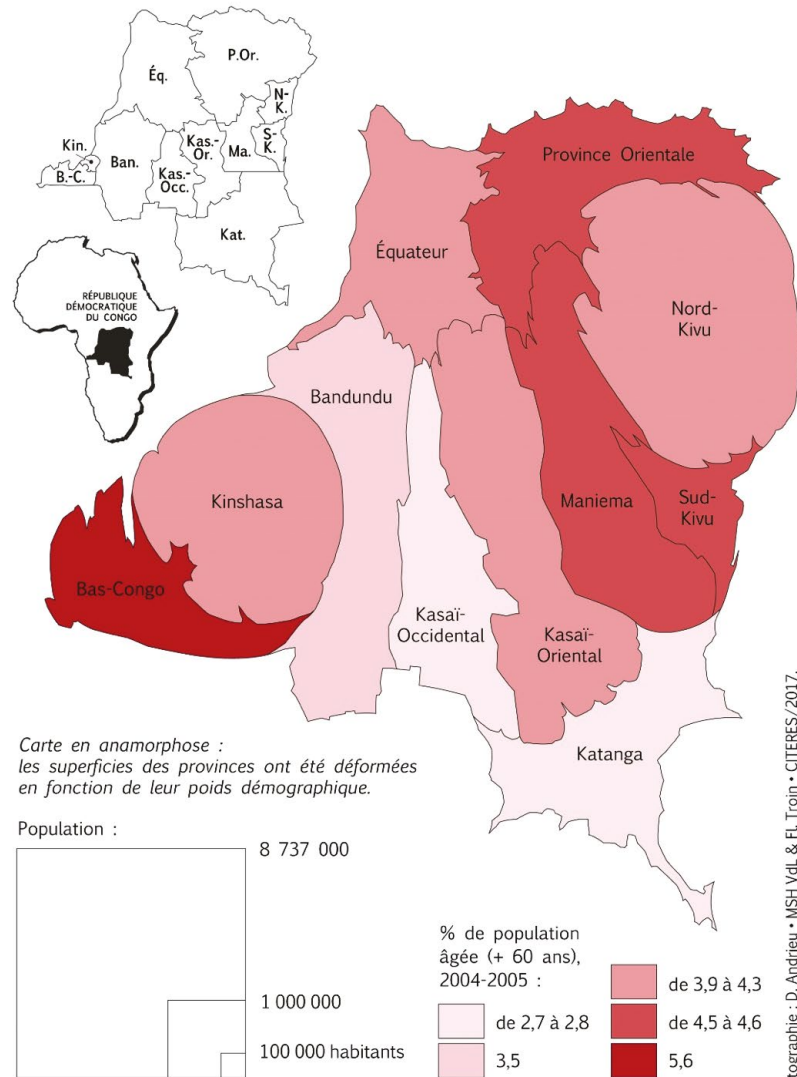 Éq.
P.Or.
N-
K.
Kin.
B.-C.
Ban.
Kas.-
Occ.
Kas.-
Or.
Ma.
S-
K.
Kat.
RÉPUBLIQUE
DÉMOCRATIQUE
DU CONGO
Province Orientale
Équateur
Nord-
Kivu
Bandundu
Kinshasa
Maniema
Sud-
Kivu
Bas-Congo
Kasaï-
Occidental
Kasaï-
Oriental
Katanga
Carte en anamorphose :
les superficies des provinces ont été déformées
en fonction de leur poids démographique.
Population :
8 737 000
1 000 000
100 000 habitants
% de population
âgée (+ 60 ans),
2004-2005 :
de 2,7 à 2,8
3,5
de 3,9 à 4,3
de 4,5 à 4,6
5,6
tographie : D. Andrieu • MSH VdL & Fl. Troin • CITERES/2017.